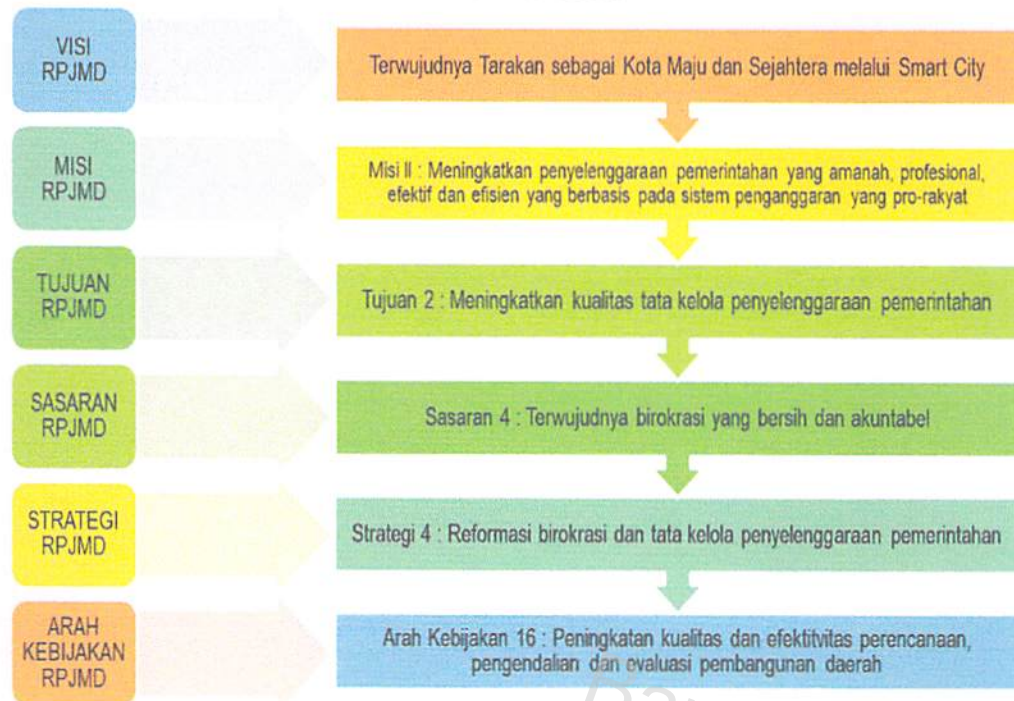 VISI
RPJMD
Terwujudnya Tarakan sebagai Kota Maju dan Sejahtera melalui Smart City
MISI
RPJMD
Misi II : Meningkatkan penyelenggaraan pemerintahan yang amanah, profesional,
efektif dan efisien yang berbasis pada sistem penganggaran yang pro-rakyat
TUJUAN
RPJMD
Tujuan 2 : Meningkatkan kualitas tata kelola penyelenggaraan pemerintahan
SASARAN
RPJMD
Sasaran 4 : Terwujudnya birokrasi yang bersih dan akuntabel
STRATEGI
RPJMD
Strategi 4 : Reformasi birokrasi dan tata kelola penyelenggaraan pemerintahan
ARAH
KEBIJAKAN
RPJMD
Arah Kebijakan 16 : Peningkatan kualitas dan efektitvitas perencanaan,
pengendalian dan evaluasi pembangunan daerah